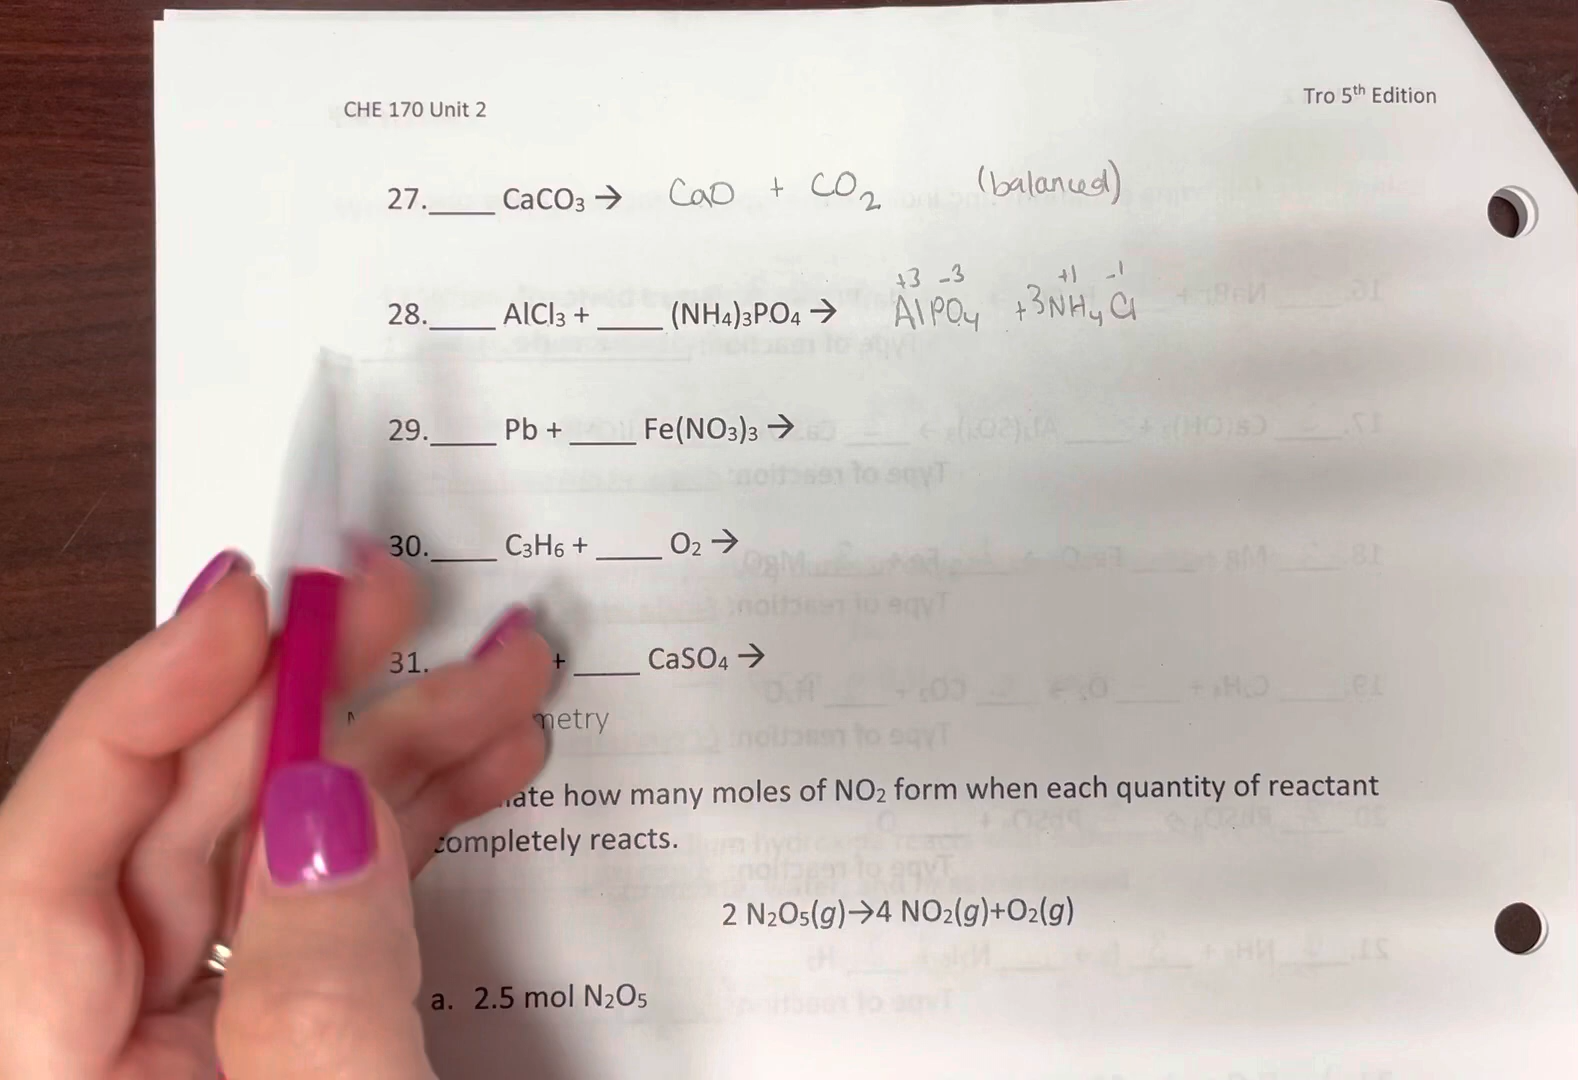 CHE 170 Unit 2
Tro 5th Edition
27.____ CaCO3 → CaO + CO2 (balanced)
+3 -3 +1 -1
28.____ AlCl3 + ____ (NH4)3PO4 → AlPO4 +3NH4Cl
29.____ Pb + ____ Fe(NO3)3 →
30.____ C3H6 + ____ O2 →
31. + ____ CaSO4 →
how many moles of NO2 form when each quantity of reactant
completely reacts.
2 N2O5(g)→4 NO2(g)+O2(g)
a. 2.5 mol N2O5